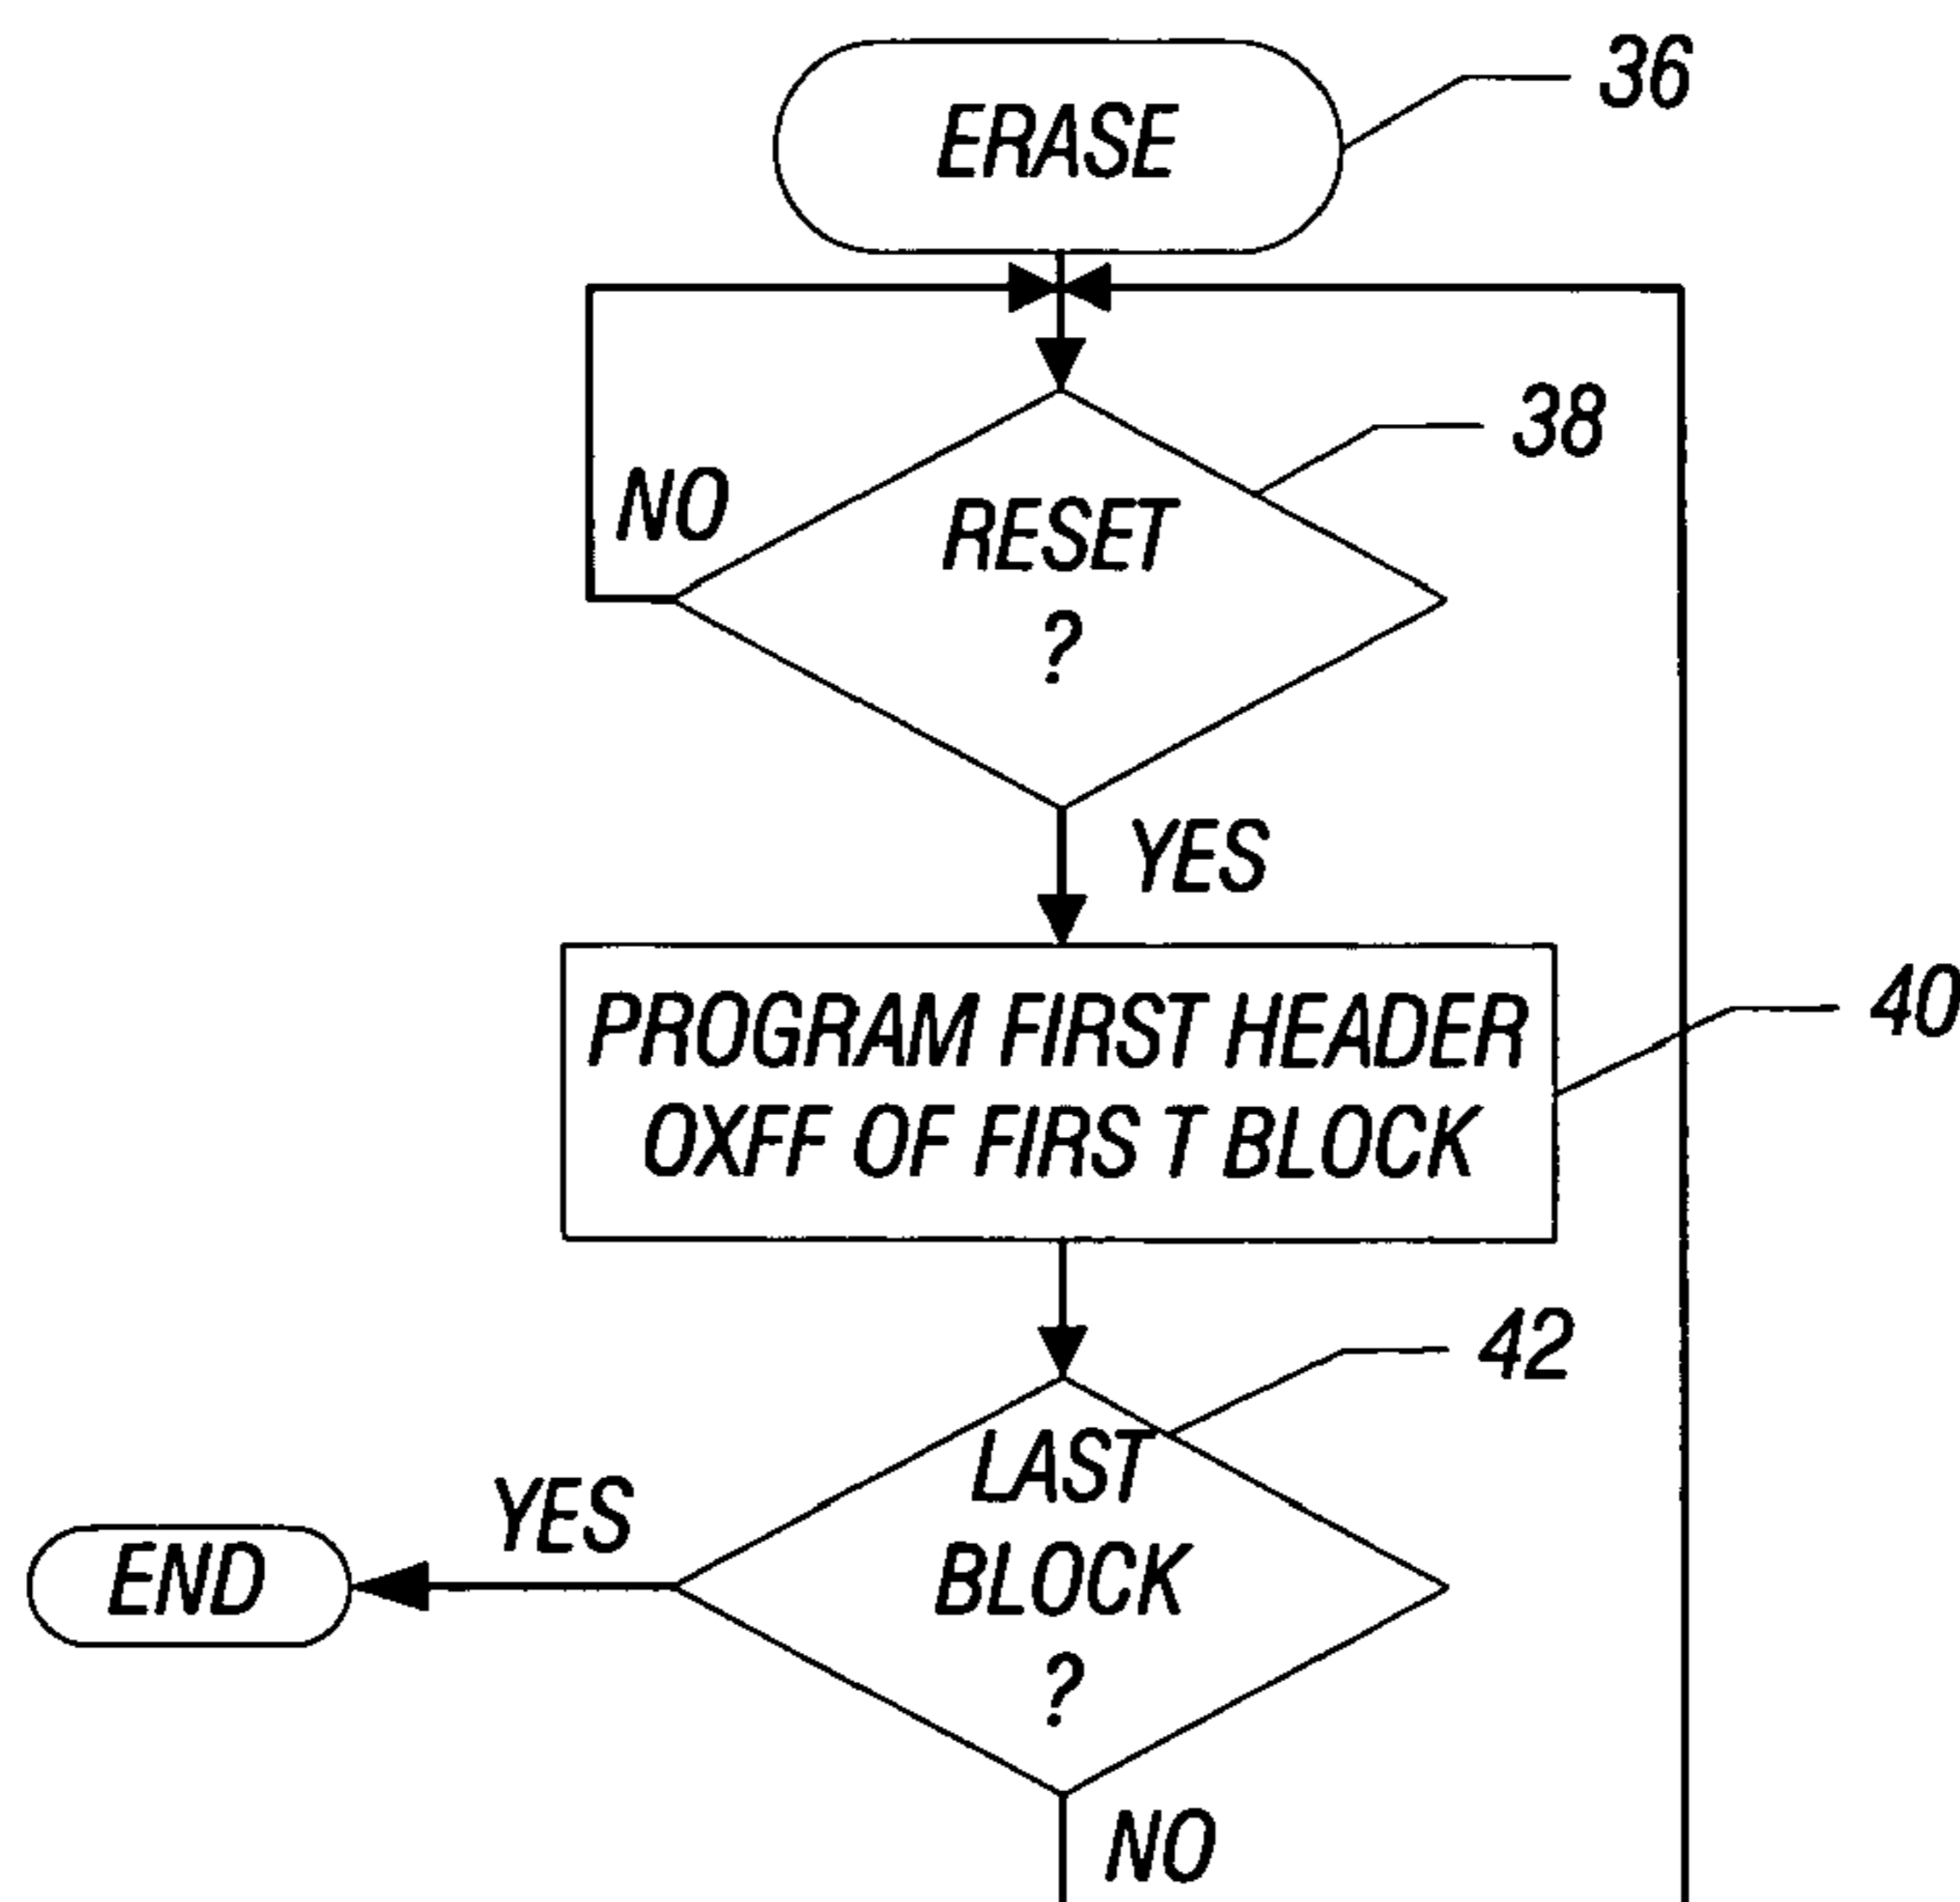 ERASE
36
38
NO
RESET
?
YES
PROGRAM FIRST HEADER
OXFF OF FIRS T BLOCK
40
42
LAST
BLOCK
?
YES
END
NO